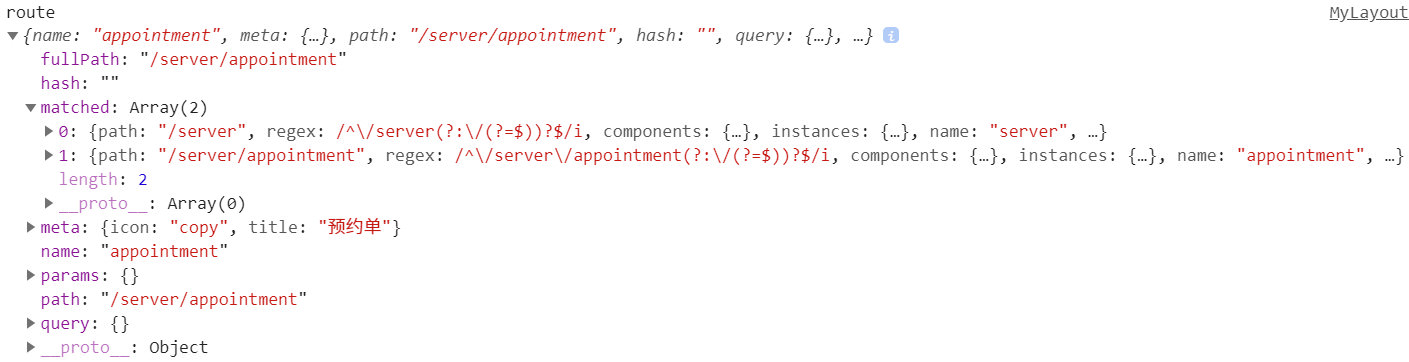 route MyLayout
{name: "appointment", meta: {…}, path: "/server/appointment", hash: "", query: {…}, …} i
fullPath: "/server/appointment"
hash: ""
matched: Array(2)
0: {path: "/server", regex: /^\/server(?:\/(?=$))?$/i, components: {…}, instances: {…}, name: "server", …}
1: {path: "/server/appointment", regex: /^\/server\/appointment(?:\/(?=$))?$/i, components: {…}, instances: {…}, name: "appointment", …}
length: 2
__proto__: Array(0)
meta: {icon: "copy", title: "预约单"}
name: "appointment"
params: {}
path: "/server/appointment"
query: {}
__proto__: Object